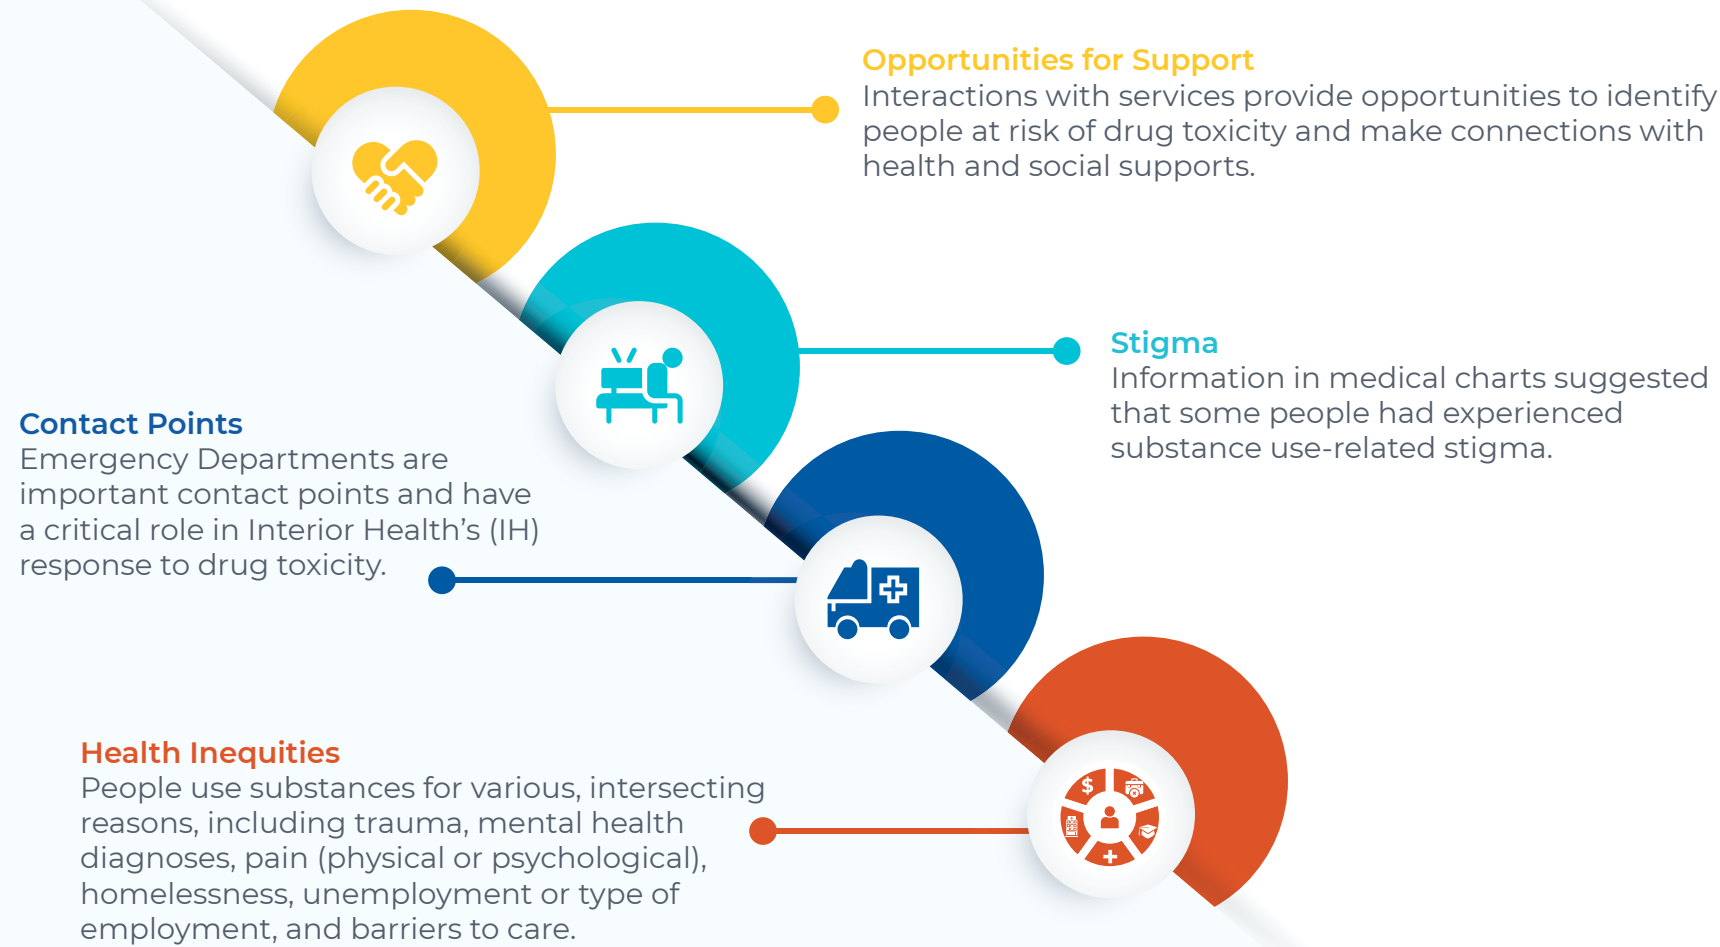 Opportunities for Support
Interactions with services provide opportunities to identify
people at risk of drug toxicity and make connections with
health and social supports.
Stigma
Information in medical charts suggested
that some people had experienced
substance use-related stigma.
Contact Points
Emergency Departments are
important contact points and have
a critical role in Interior Health’s (IH)
response to drug toxicity.
Health Inequities
People use substances for various, intersecting
reasons, including trauma, mental health
diagnoses, pain (physical or psychological),
homelessness, unemployment or type of
employment, and barriers to care.
$